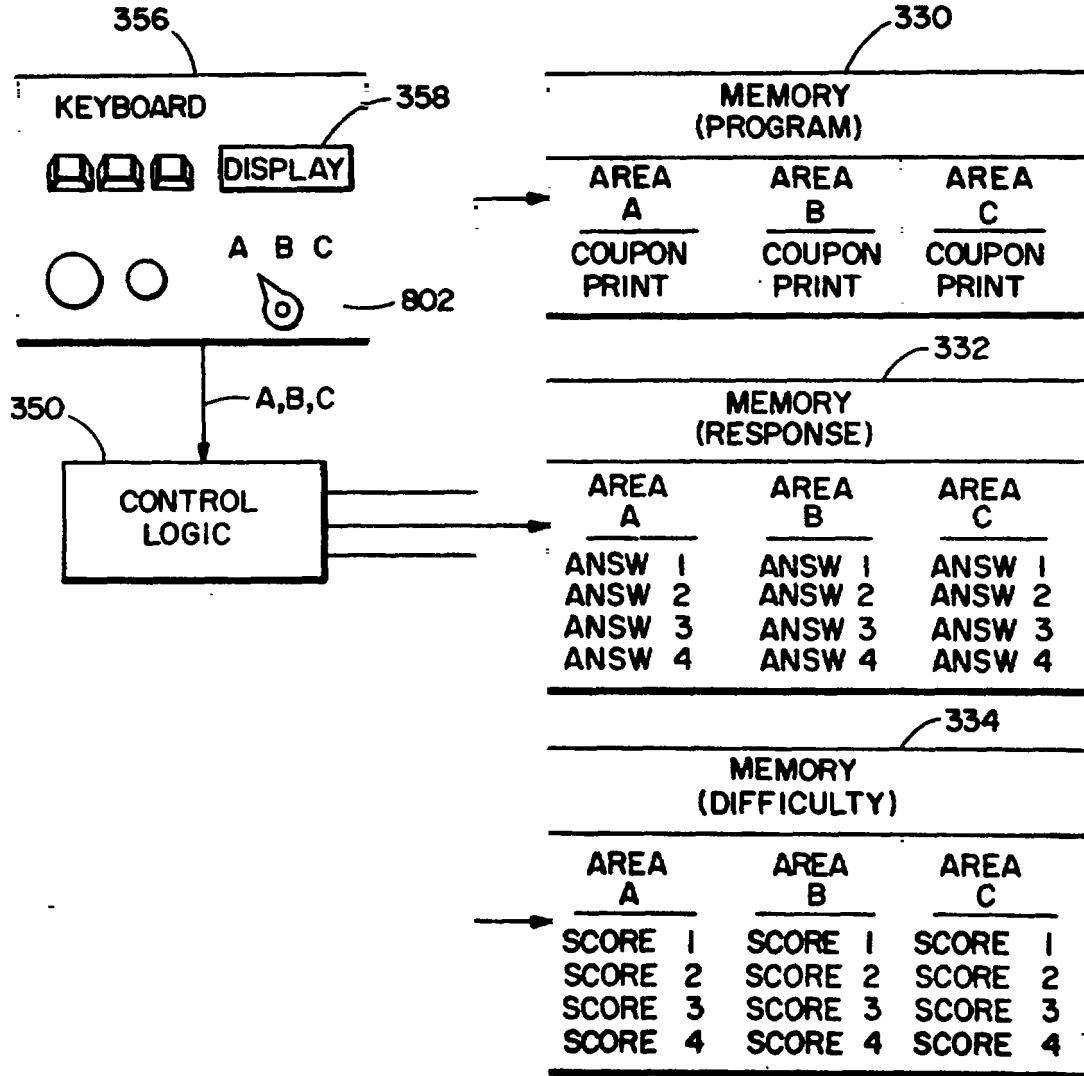 356
KEYBOARD
358
DISPLAY
A B C
802
A,B,C
350
CONTROL
LOGIC
330
MEMORY
(PROGRAM)
AREA AREA AREA
A B C
COUPON COUPON COUPON
PRINT PRINT PRINT
332
MEMORY
(RESPONSE)
AREA AREA AREA
A B C
ANSW 1 ANSW 1 ANSW 1
ANSW 2 ANSW 2 ANSW 2
ANSW 3 ANSW 3 ANSW 3
ANSW 4 ANSW 4 ANSW 4
334
MEMORY
(DIFFICULTY)
AREA AREA AREA
A B C
SCORE 1 SCORE 1 SCORE 1
SCORE 2 SCORE 2 SCORE 2
SCORE 3 SCORE 3 SCORE 3
SCORE 4 SCORE 4 SCORE 4